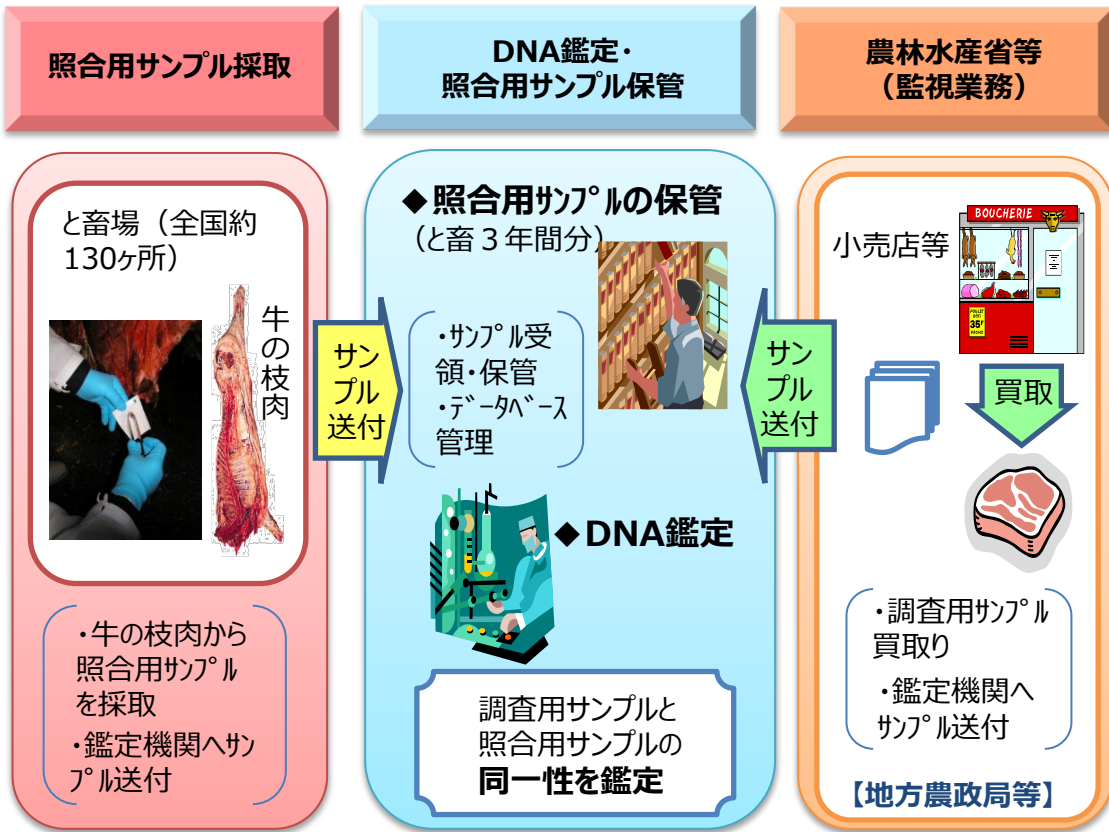 照合用サンプル採取
DNA鑑定・
照合用サンプル保管
農林水産省等
（監視業務）
と畜場（全国約
130ヶ所）
牛の枝肉
・牛の枝肉から
照合用ｻﾝﾌﾟﾙ
を採取
・鑑定機関へｻﾝ
ﾌﾟﾙ送付
サン
プル
送付
◆照合用ｻﾝﾌﾟﾙの保管
（と畜３年間分）
・ｻﾝﾌﾟﾙ受
領・保管
・ﾃﾞｰﾀﾍﾞｰｽ
管理
◆DNA鑑定
調査用サンプルと
照合用サンプルの
同一性を鑑定
サン
プル
送付
小売店等
BOUCHERIE
POULET
35F
買取
・調査用ｻﾝﾌﾟﾙ
買取り
・鑑定機関へ
ｻﾝﾌﾟﾙ送付
【地方農政局等】